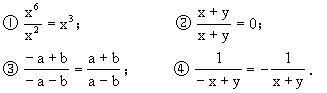 ① x⁶/x² = x³; ② (x + y)/(x + y) = 0;
③ (−a + b)/(−a − b) = (a + b)/(a − b); ④ 1/(−x + y) = −1/(x + y).